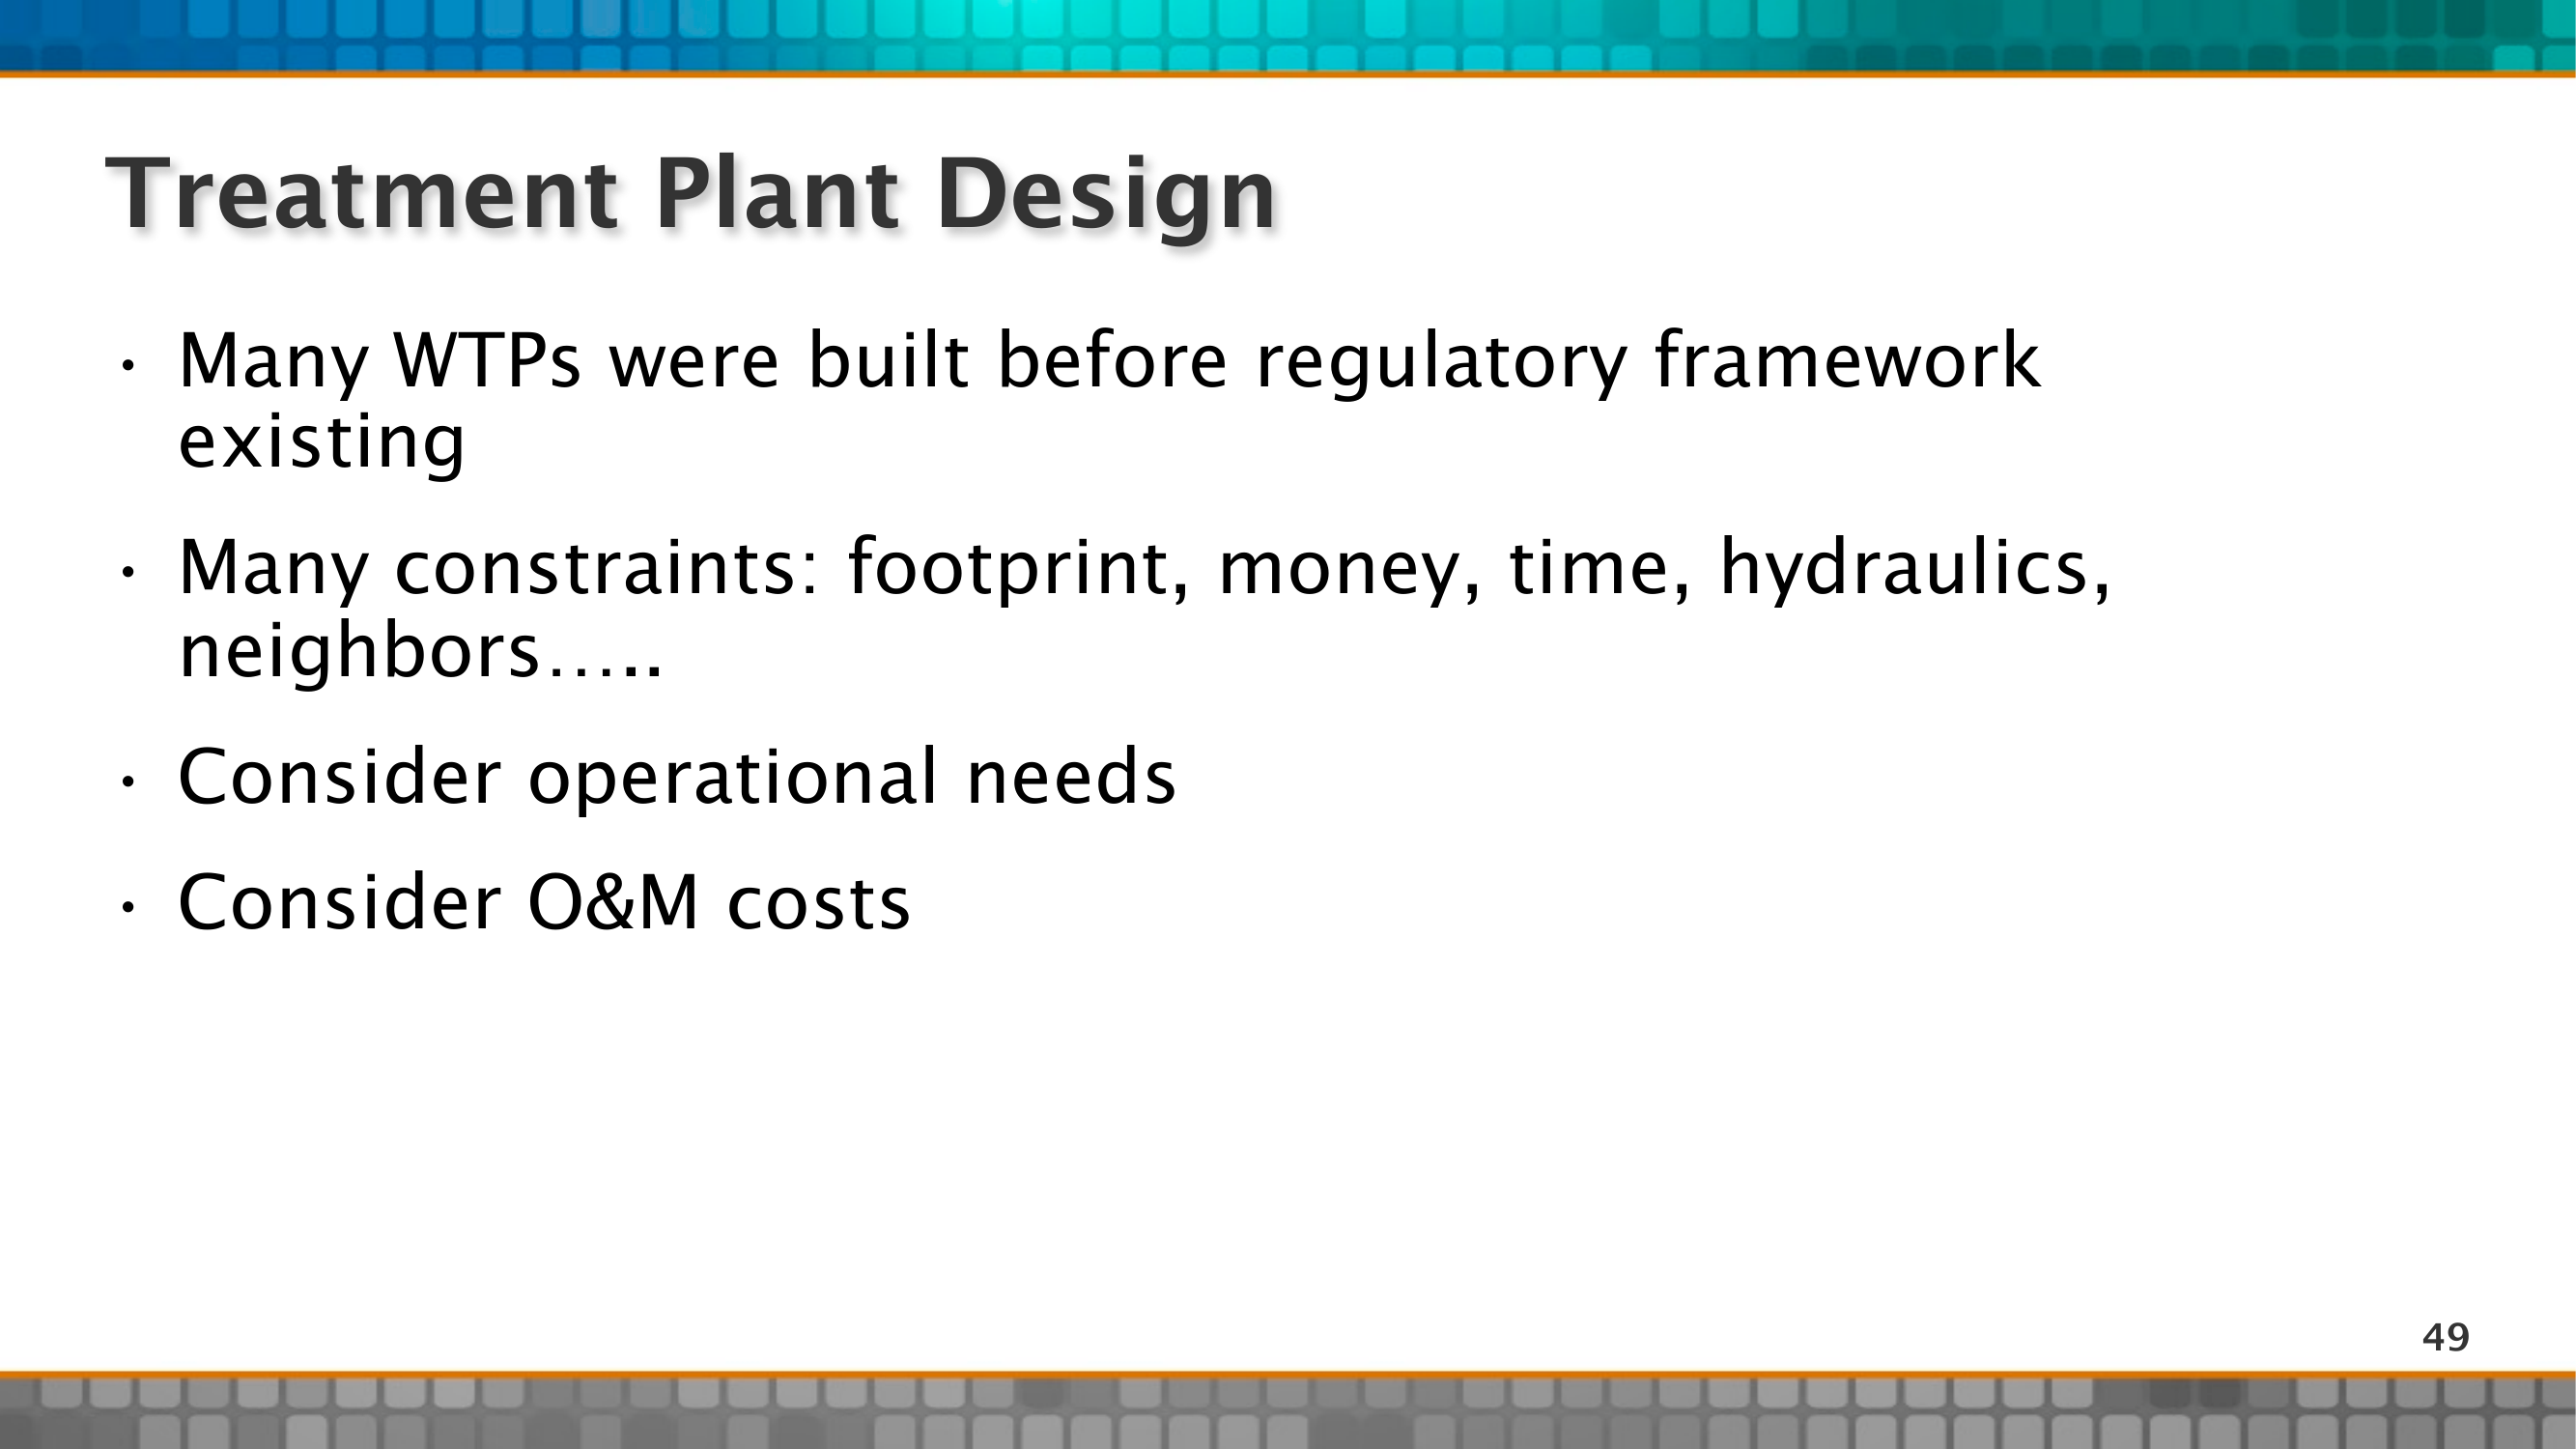 Treatment Plant Design
• Many WTPs were built before regulatory framework
existing
• Many constraints: footprint, money, time, hydraulics,
neighbors.....
• Consider operational needs
• Consider O&M costs
49